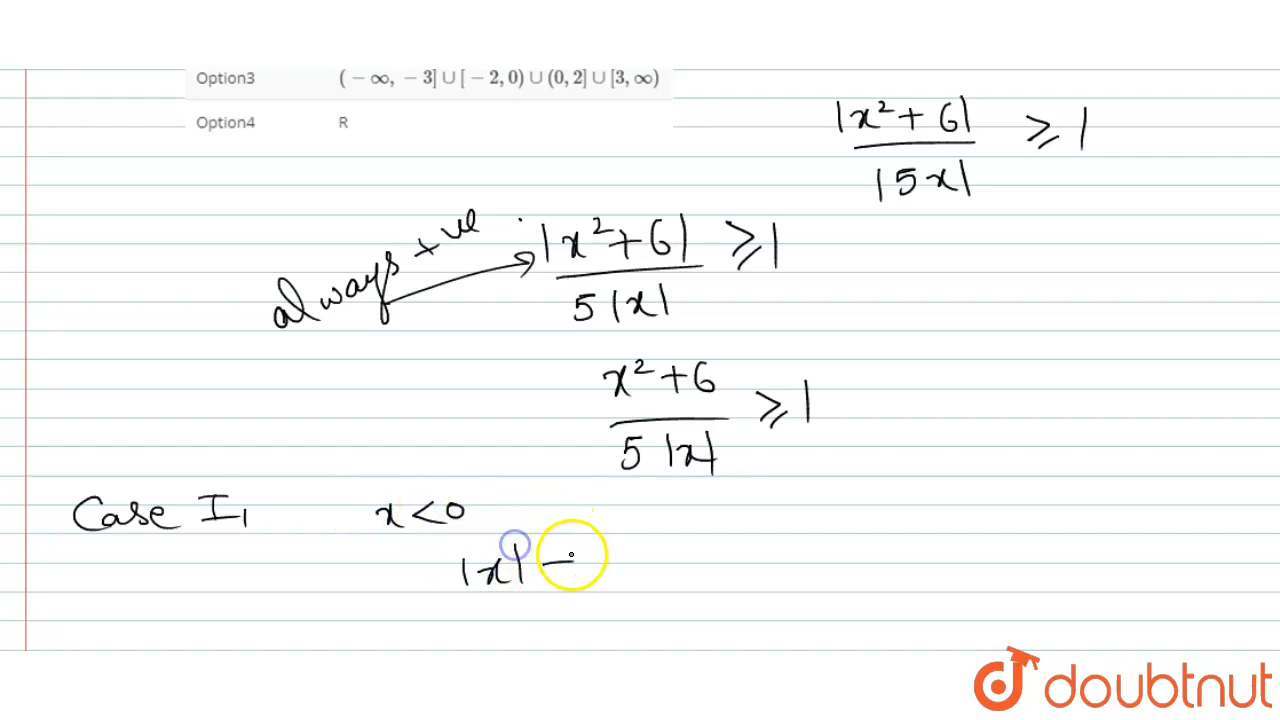 Option3 (−∞, −3] ∪ [−2, 0) ∪ (0, 2] ∪ [3, ∞)
Option4 R
|x²+6| / |5x| ≥ 1
always +ve |x²+6| / 5|x| ≥ 1
x²+6 / 5|x| ≥ 1
Case I, x<0
|x| –
doubtnut